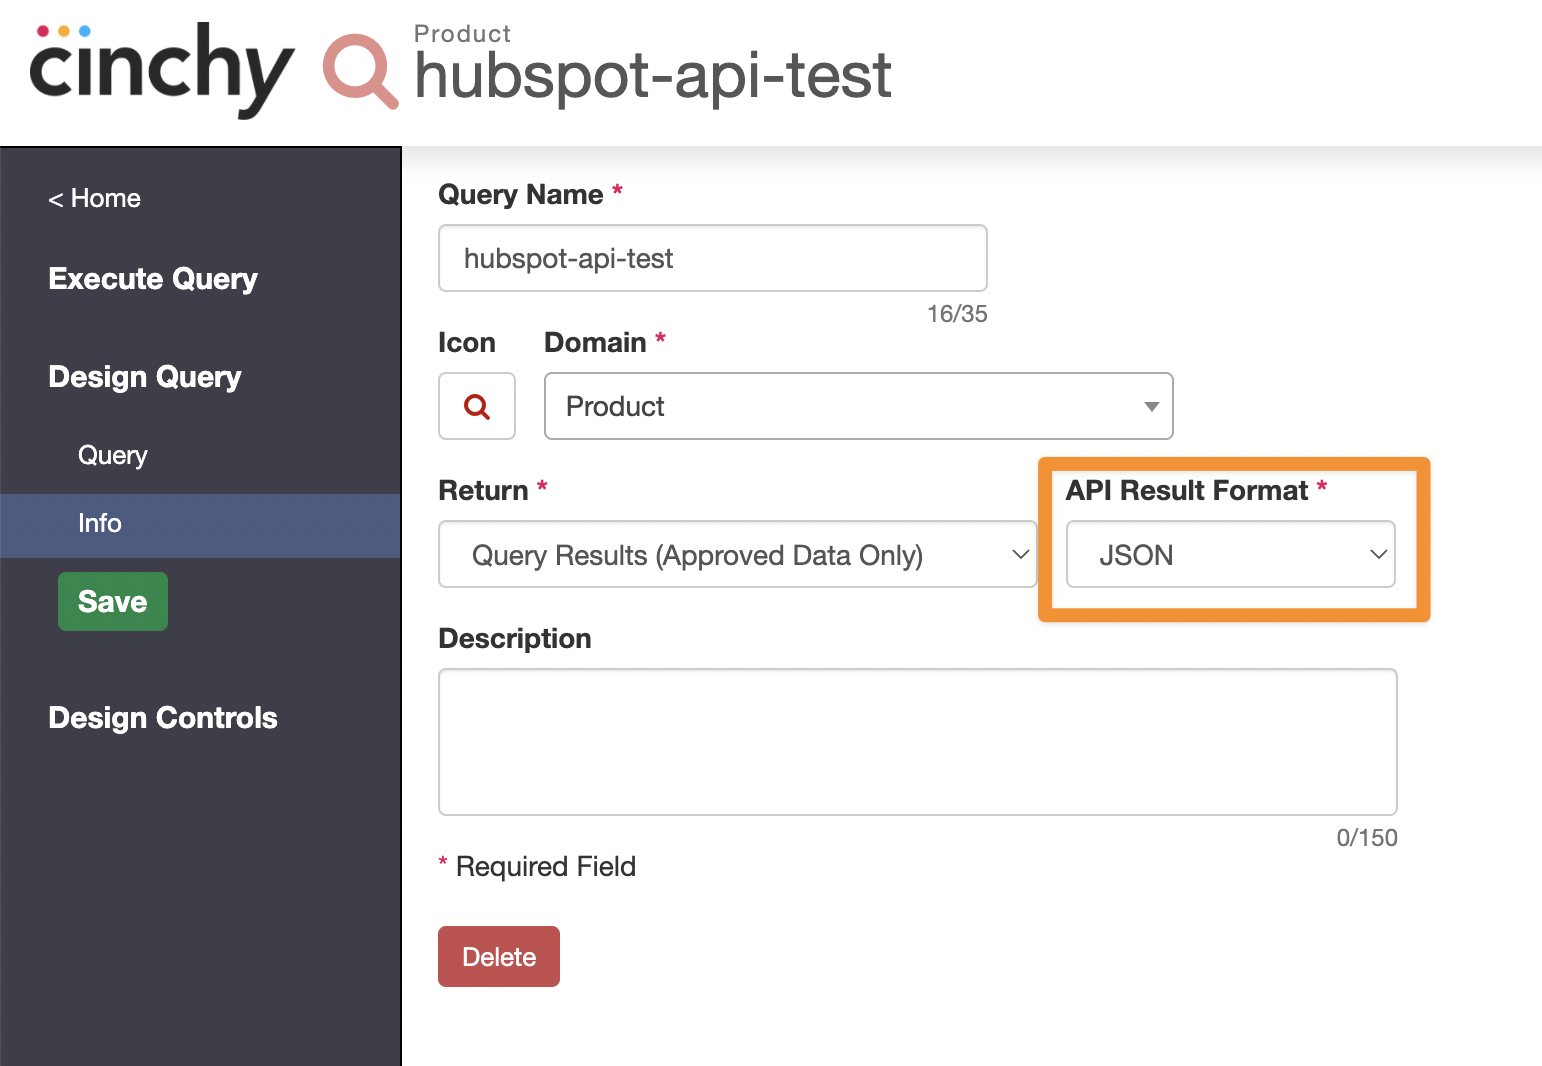 cinchy
Product
hubspot-api-test
< Home
Execute Query
Design Query
Query
Info
Save
Design Controls
Query Name *
hubspot-api-test
16/35
Icon
Domain *
Product
Return *
API Result Format *
Query Results (Approved Data Only)
JSON
Description
0/150
* Required Field
Delete